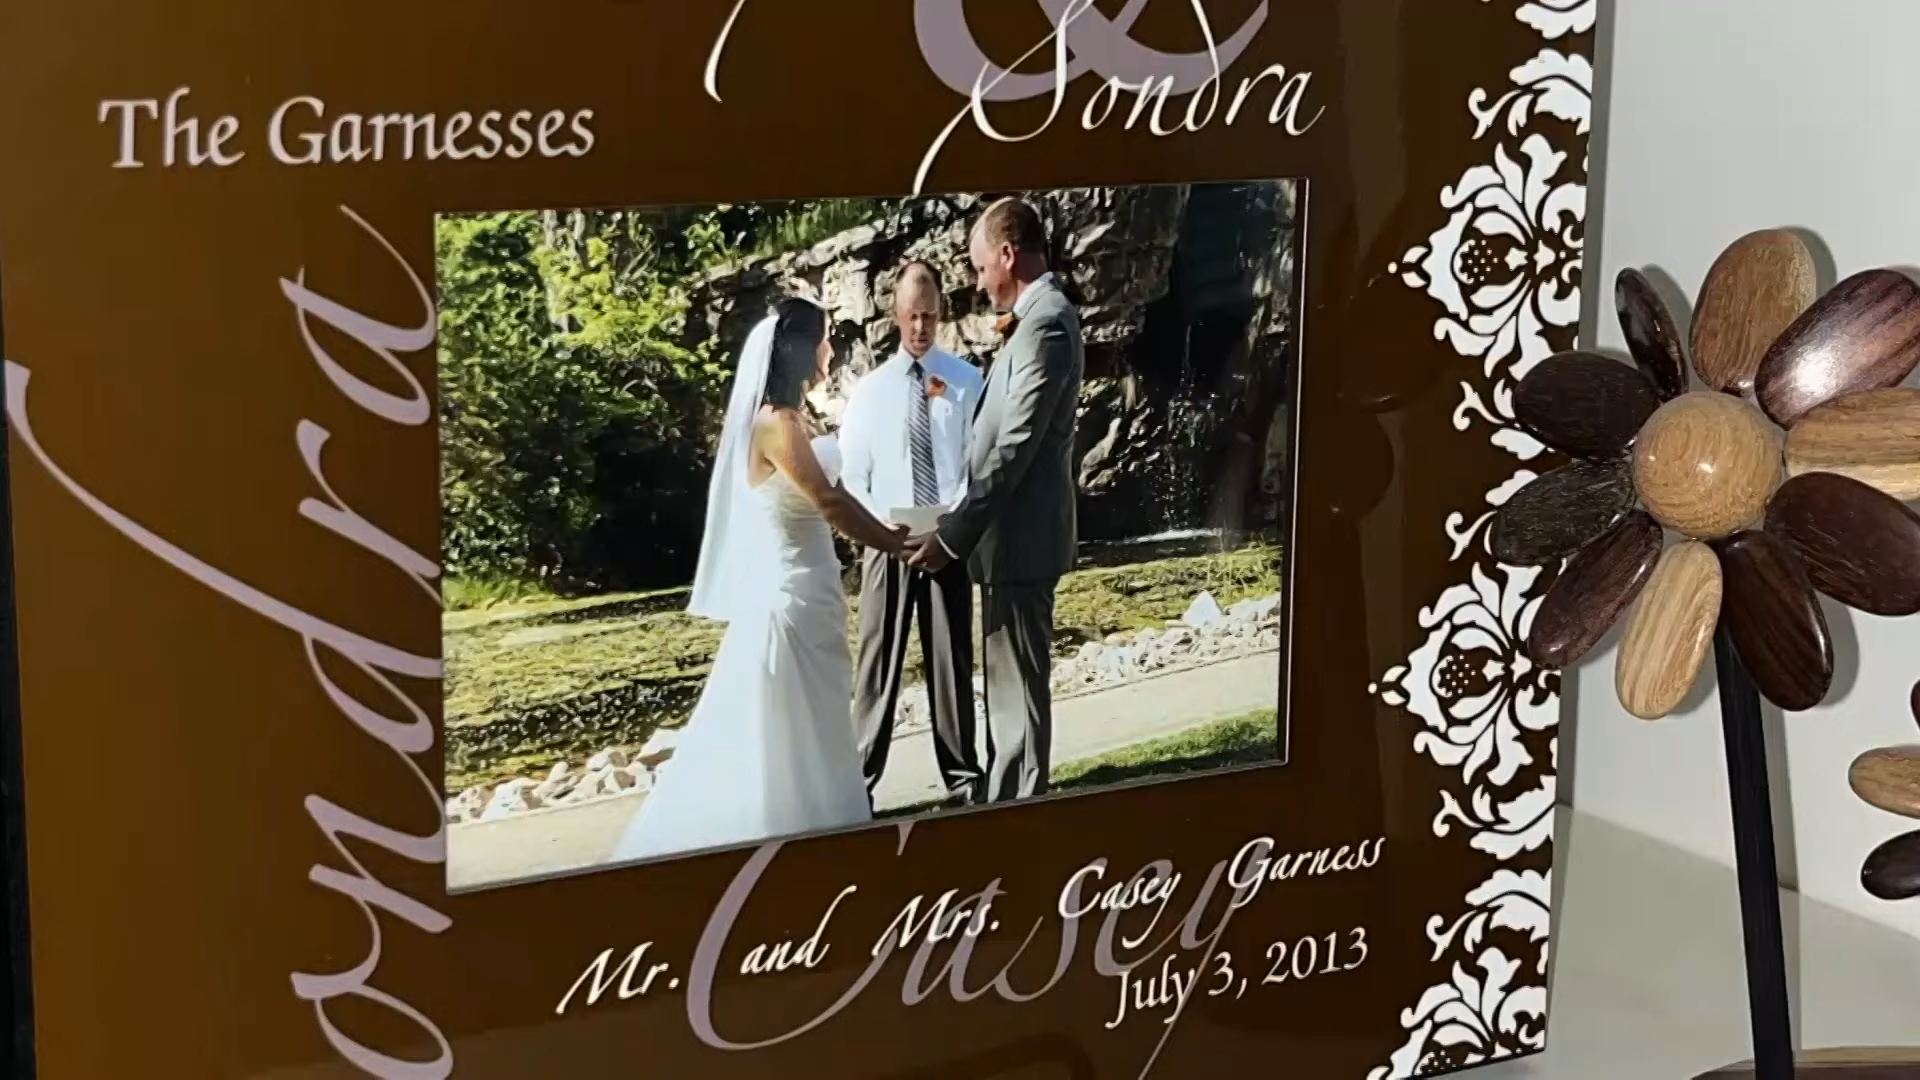 Sondra
The Garnesses
ondra
Casey
Mr. and Mrs. Casey Garness
July 3, 2013